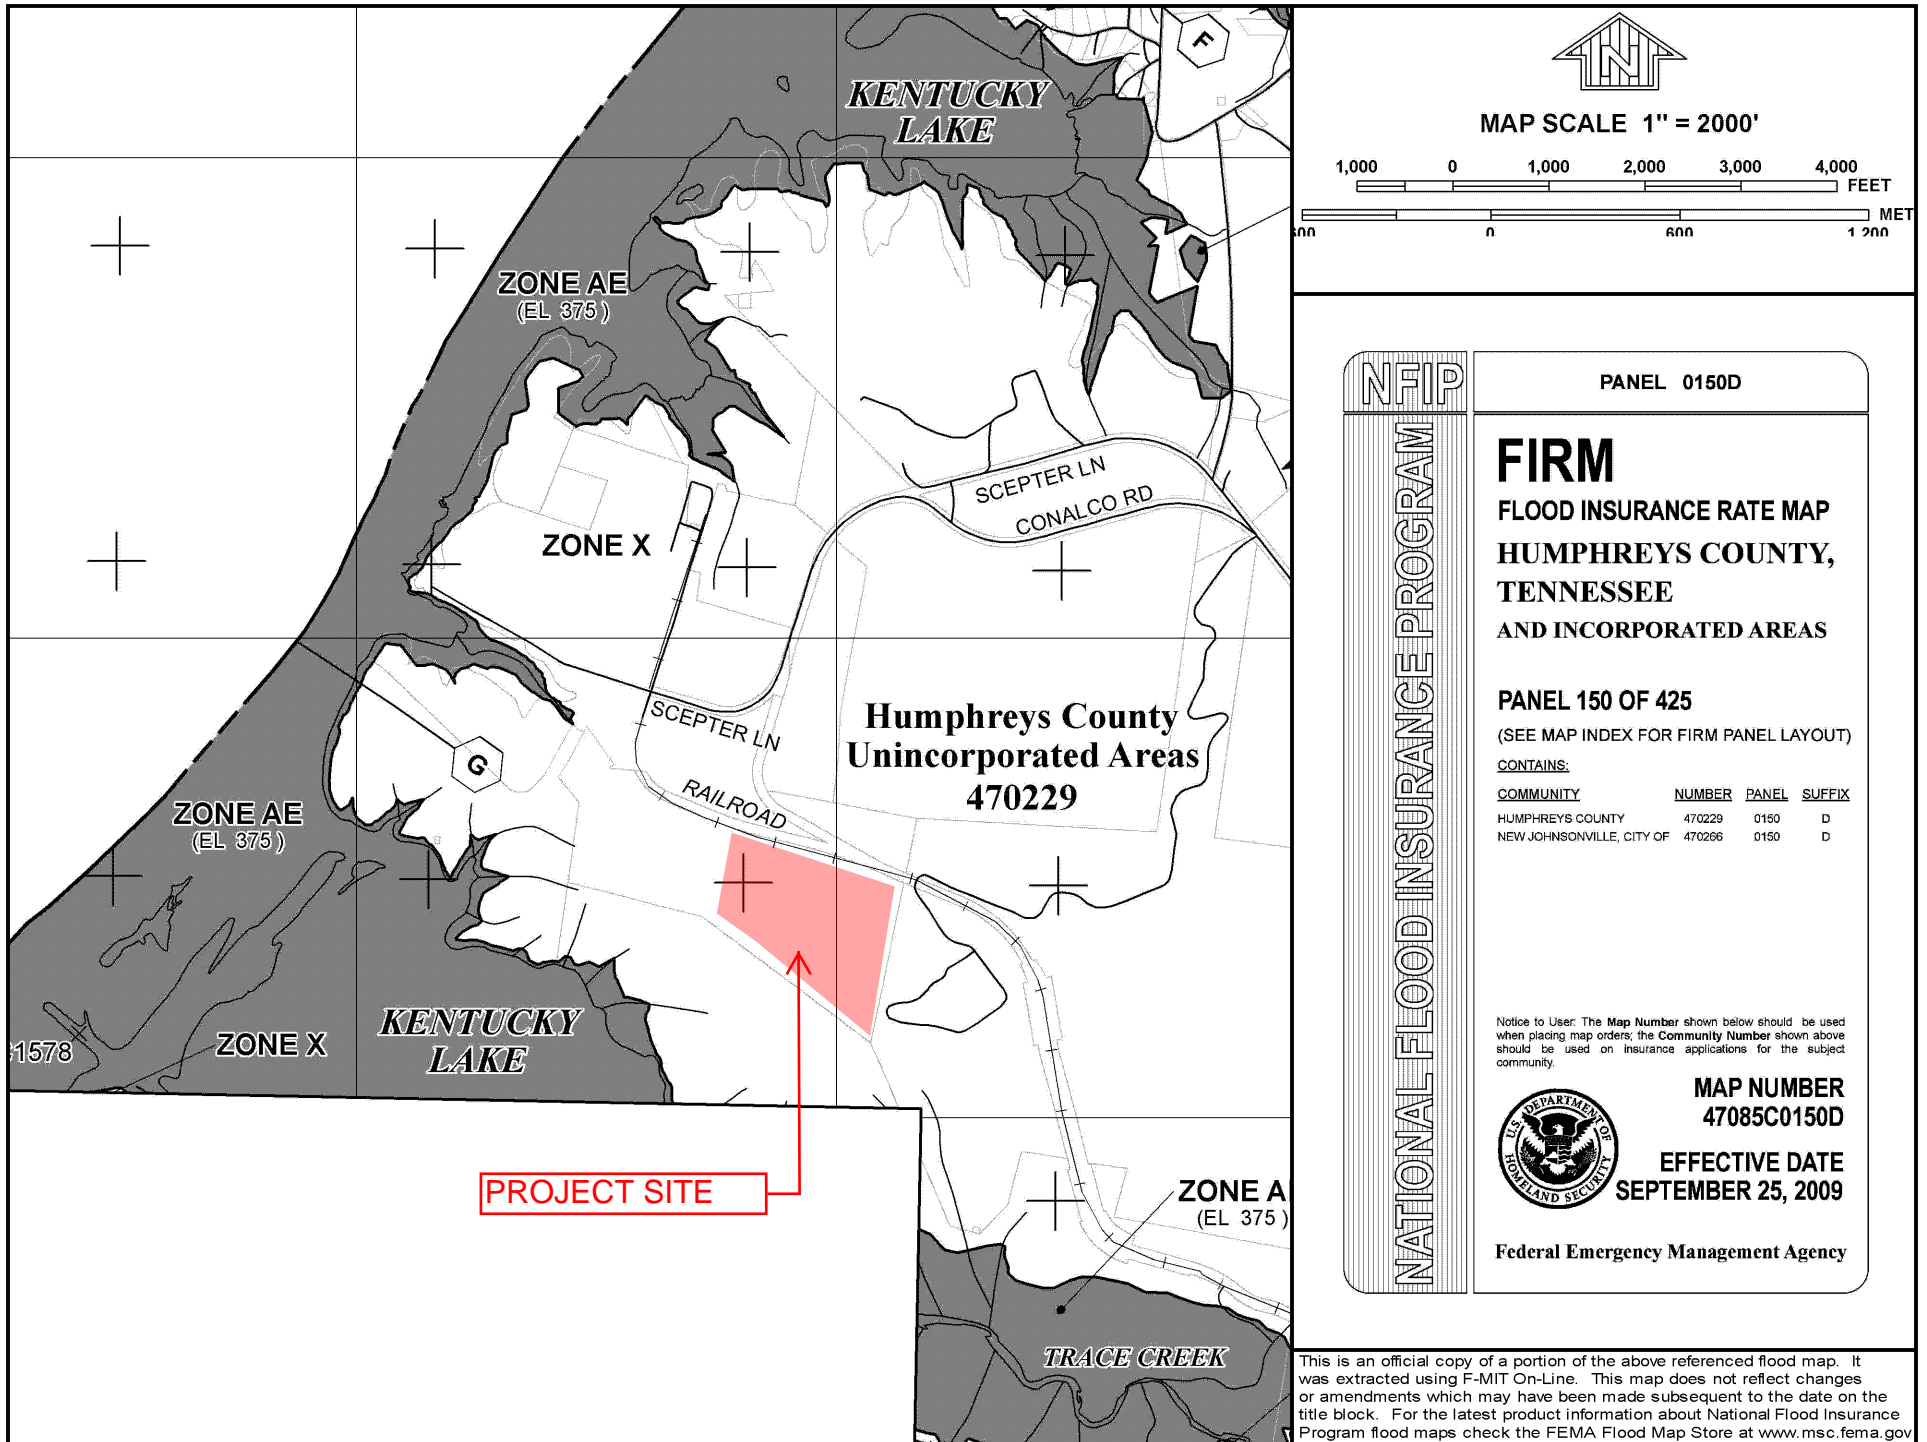 KENTUCKY
LAKE
F
ZONE AE
(EL 375)
SCEPTER LN
CONALCO RD
ZONE X
SCEPTER LN
Humphreys County
Unincorporated Areas
470229
G
RAILROAD
ZONE AE
(EL 375)
KENTUCKY
LAKE
ZONE X
1578
PROJECT SITE
ZONE A
(EL 375)
TRACE CREEK
N
MAP SCALE 1" = 2000'
1,000 0 1,000 2,000 3,000 4,000
FEET
MET
0 600 1 200
NFIP
NATIONAL FLOOD INSURANCE PROGRAM
PANEL 0150D
FIRM
FLOOD INSURANCE RATE MAP
HUMPHREYS COUNTY,
TENNESSEE
AND INCORPORATED AREAS
PANEL 150 OF 425
(SEE MAP INDEX FOR FIRM PANEL LAYOUT)
CONTAINS:
COMMUNITY NUMBER PANEL SUFFIX
HUMPHREYS COUNTY 470229 0150 D
NEW JOHNSONVILLE, CITY OF 470266 0150 D
Notice to User: The Map Number shown below should be used
when placing map orders; the Community Number shown above
should be used on insurance applications for the subject
community.
U.S. DEPARTMENT OF HOMELAND SECURITY
MAP NUMBER
47085C0150D
EFFECTIVE DATE
SEPTEMBER 25, 2009
Federal Emergency Management Agency
This is an official copy of a portion of the above referenced flood map. It
was extracted using F-MIT On-Line. This map does not reflect changes
or amendments which may have been made subsequent to the date on the
title block. For the latest product information about National Flood Insurance
Program flood maps check the FEMA Flood Map Store at www.msc.fema.gov